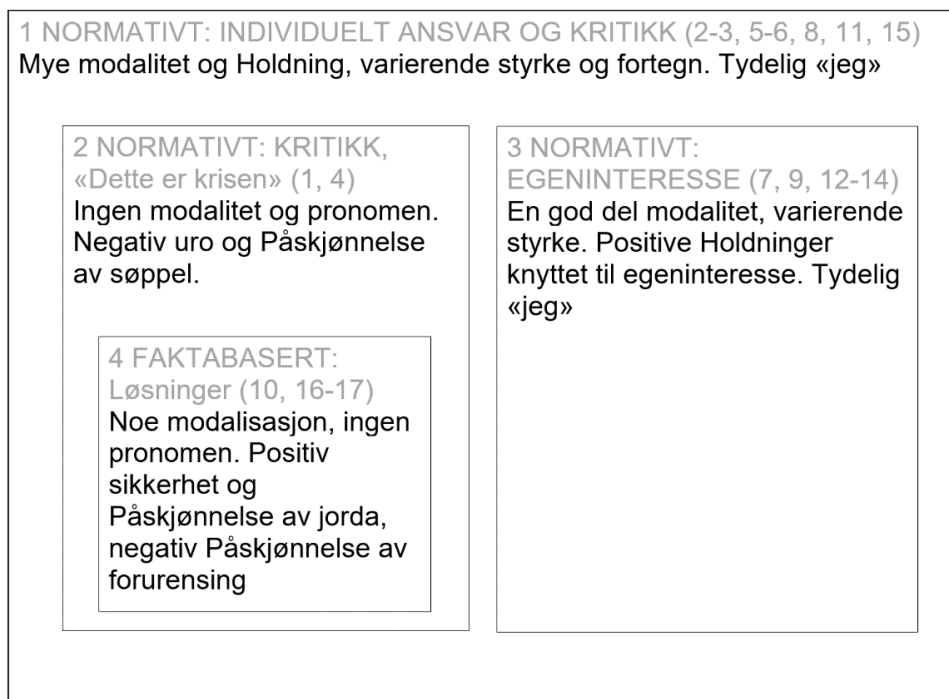 1 NORMATIVT: INDIVIDUELT ANSVAR OG KRITIKK (2-3, 5-6, 8, 11, 15)
Mye modalitet og Holdning, varierende styrke og fortegn. Tydelig «jeg»
2 NORMATIVT: KRITIKK,
«Dette er krisen» (1, 4)
Ingen modalitet og pronomen.
Negativ uro og Påskjønnelse
av søppel.
4 FAKTABASERT:
Løsninger (10, 16-17)
Noe modalisasjon, ingen
pronomen. Positiv
sikkerhet og
Påskjønnelse av jorda,
negativ Påskjønnelse av
forurensing
3 NORMATIVT:
EGENINTERESSE (7, 9, 12-14)
En god del modalitet, varierende
styrke. Positive Holdninger
knyttet til egeninteresse. Tydelig
«jeg»